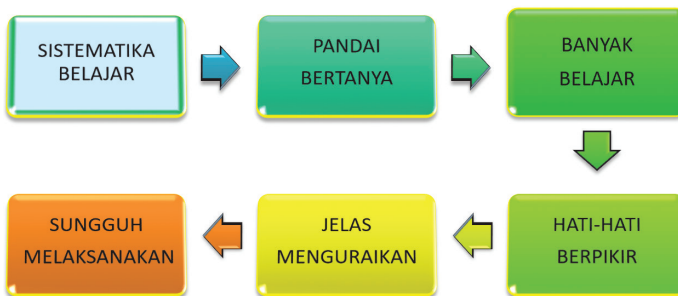 SISTEMATIKA
BELAJAR
PANDAI
BERTANYA
BANYAK
BELAJAR
HATI-HATI
BERPIKIR
JELAS
MENGURAIKAN
SUNGGUH
MELAKSANAKAN